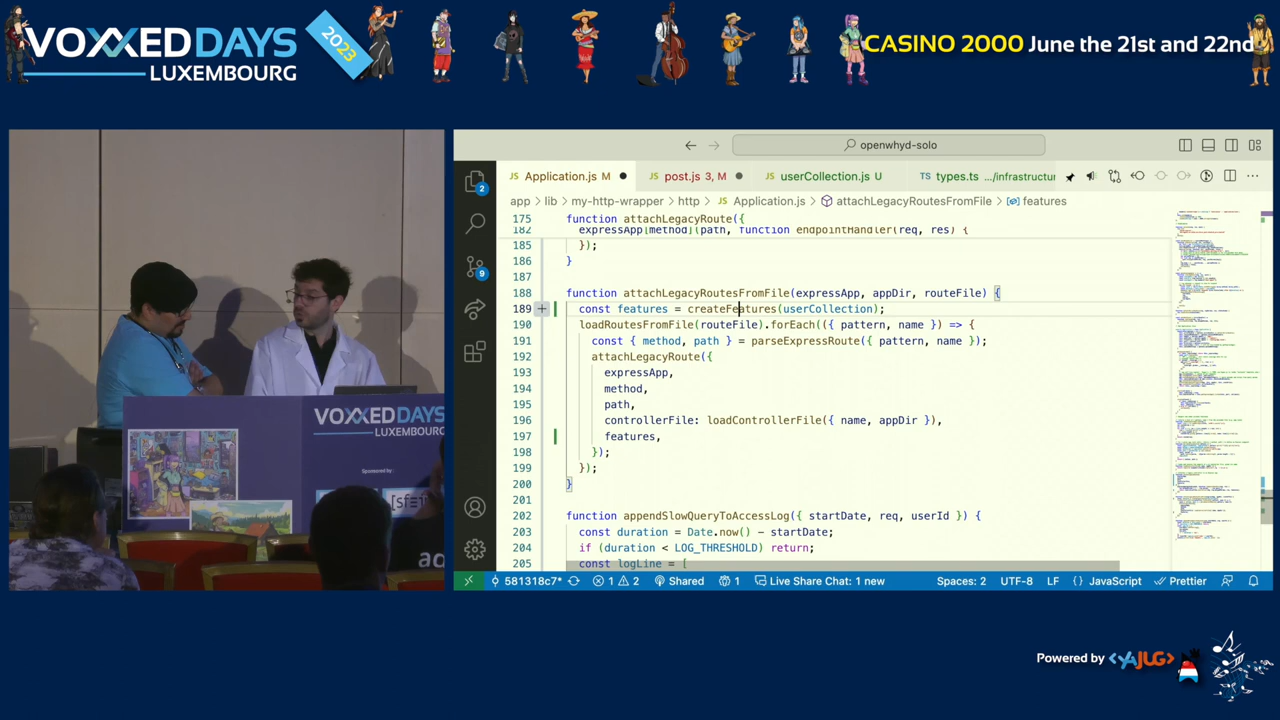 VOXXEDDAYS
LUXEMBOURG
2023
CASINO 2000 June the 21st and 22nd
openwhyd-solo
2
JS Application.js M
JS post.js 3, M
JS userCollection.js U
TS types.ts .../infrastructur
app > lib > my-http-wrapper > http > JS Application.js > attachLegacyRoutesFromFile > features
175 function attachLegacyRoute({
182 expressApp[method](path, function endpointHandler(req, res) {
185 });
186 }
187
188 function attachLegacyRoutesFromFile(expressApp, appDir, routeFile) {
189 const features = createFeatures(userCollection);
190 loadRoutesFromFile(routeFile).forEach(({ pattern, name }) => {
191 const { method, path } = parseExpressRoute({ pattern, name });
192 attachLegacyRoute({
193 expressApp,
194 method,
195 path,
196 controllerFile: loadControllerFile({ name, appDir }),
197 features,
198 });
199 });
200 }
201
202 function appendSlowQueryToAccessLog({ startDate, req, userId }) {
203 const duration = Date.now() - startDate;
204 if (duration < LOG_THRESHOLD) return;
205 const logLine = [
9
581318c7* 1 2 Shared 1 Live Share Chat: 1 new Spaces: 2 UTF-8 LF {} JavaScript Prettier
VOXXEDDAYS
LUXEMBOURG
Sponsored by
Powered by <YAJUG>